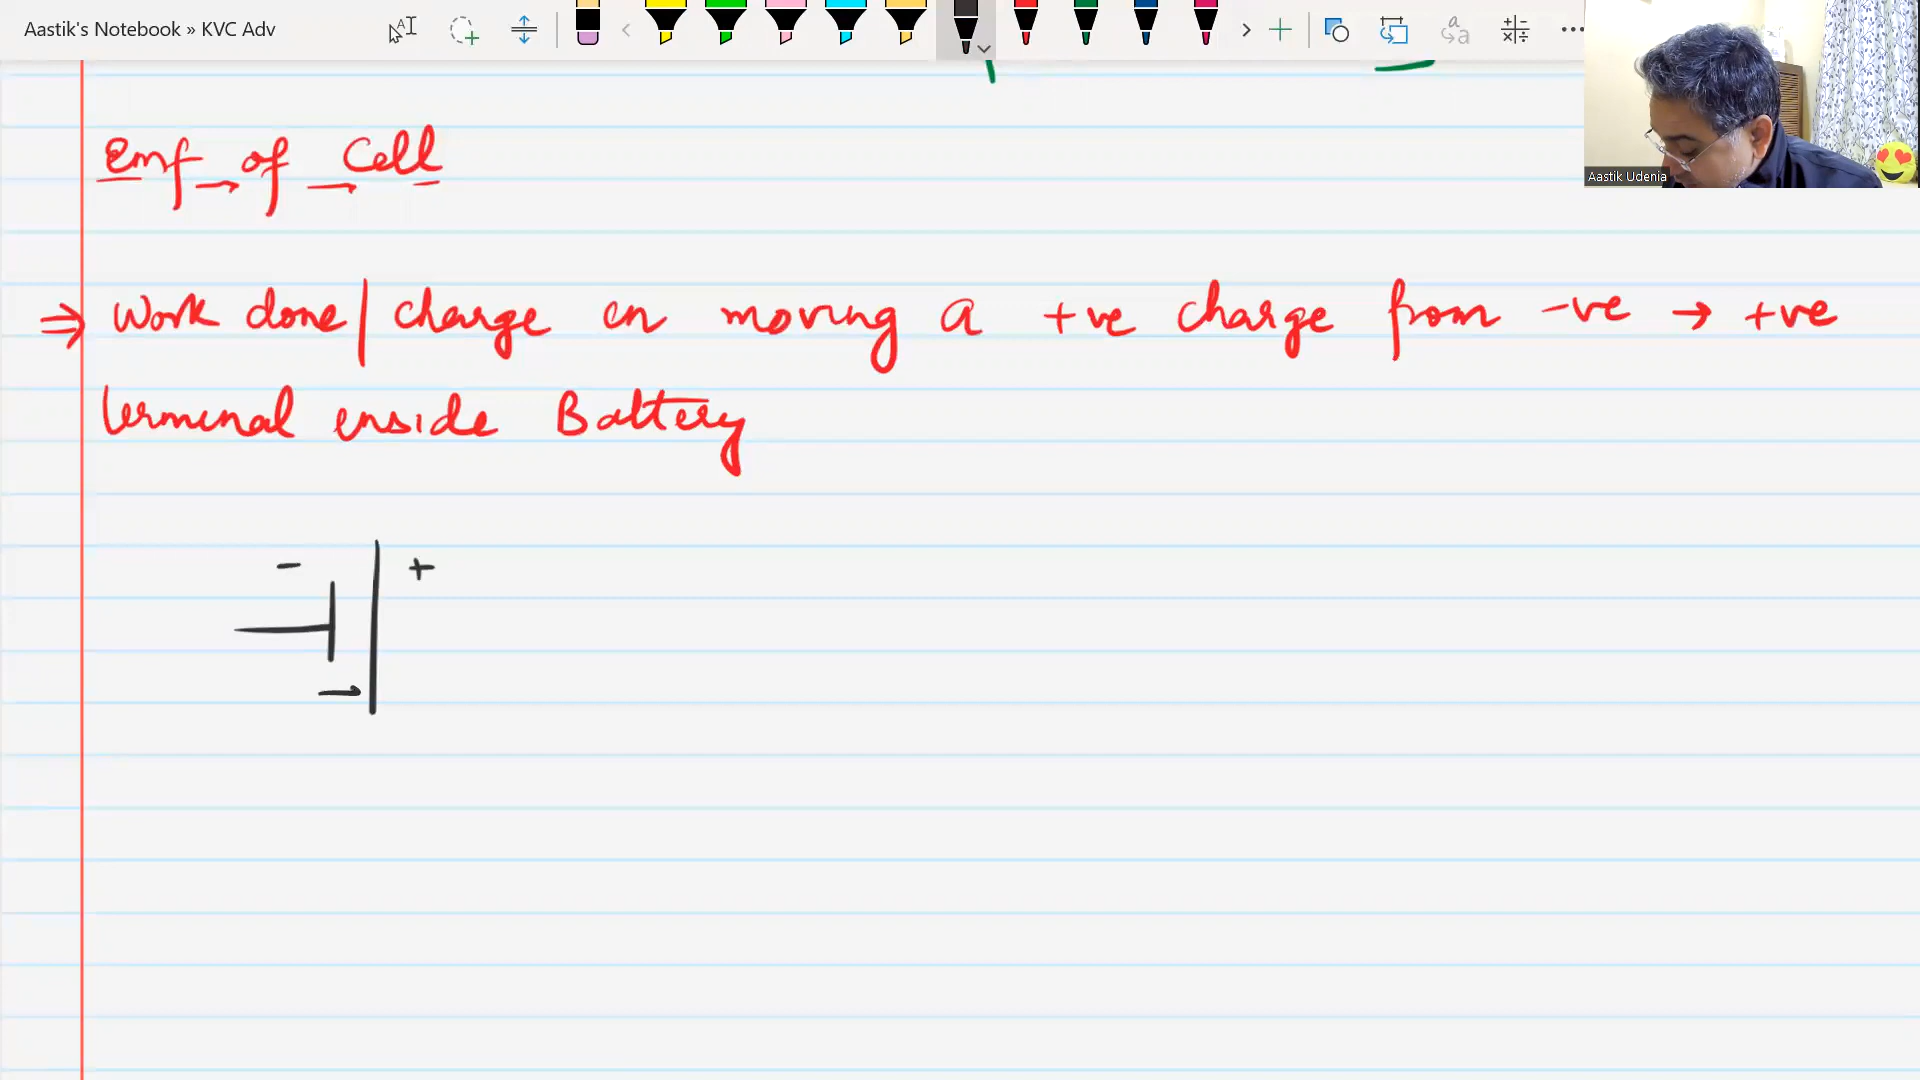 Aastik's Notebook » KVC Adv
Aastik Udenia
Emf of Cell
⇒ Work done | charge in moving a +ve charge from -ve → +ve
terminal inside Battery
- +
→